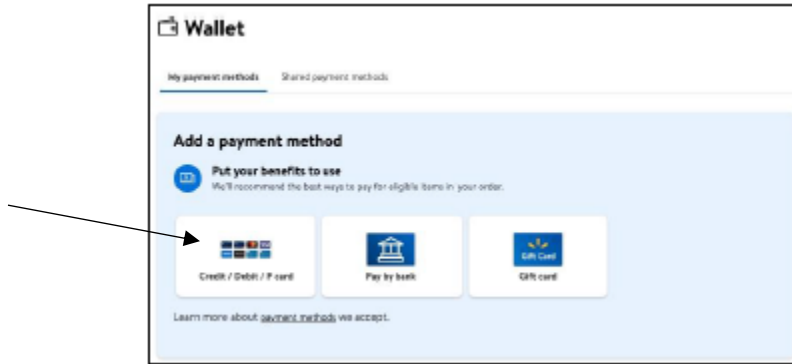 Wallet
My payment methods Shared payment methods
Add a payment method
Put your benefits to use
We'll recommend the best ways to pay for eligible items in your order.
Gift Card
Credit / Debit / P card Pay by bank Gift card
Learn more about payment methods we accept.